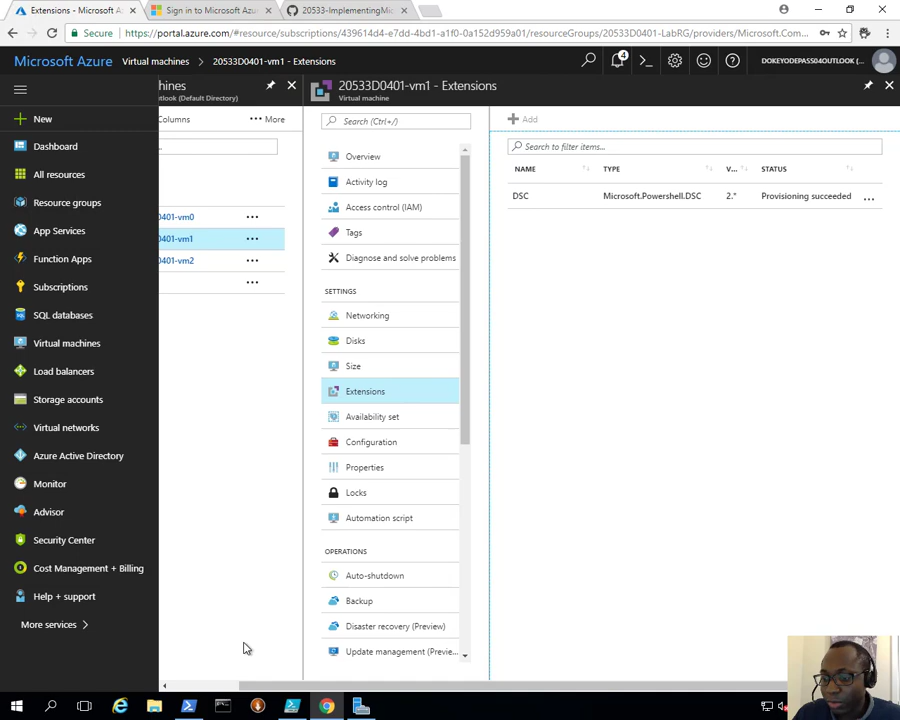 Extensions - Microsoft A
Sign in to Microsoft Azu
20533-ImplementingMic
Secure
https://portal.azure.com/#resource/subscriptions/439614d4-e7dd-4bd1-a1f0-0a152d959a01/resourceGroups/20533D0401-LabRG/providers/Microsoft.Com...
Microsoft Azure
Virtual machines
20533D0401-vm1 - Extensions
4
DOKEYODEPASS04OUTLOOK (...
New
Dashboard
All resources
Resource groups
App Services
Function Apps
Subscriptions
SQL databases
Virtual machines
Load balancers
Storage accounts
Virtual networks
Azure Active Directory
Monitor
Advisor
Security Center
Cost Management + Billing
Help + support
More services
hines
utlook (Default Directory)
Columns
More
0401-vm0
0401-vm1
0401-vm2
20533D0401-vm1 - Extensions
Virtual machine
Search (Ctrl+/)
Overview
Activity log
Access control (IAM)
Tags
Diagnose and solve problems
SETTINGS
Networking
Disks
Size
Extensions
Availability set
Configuration
Properties
Locks
Automation script
OPERATIONS
Auto-shutdown
Backup
Disaster recovery (Preview)
Update management (Previe...
Add
Search to filter items...
NAME TYPE V... STATUS
DSC Microsoft.Powershell.DSC 2.* Provisioning succeeded